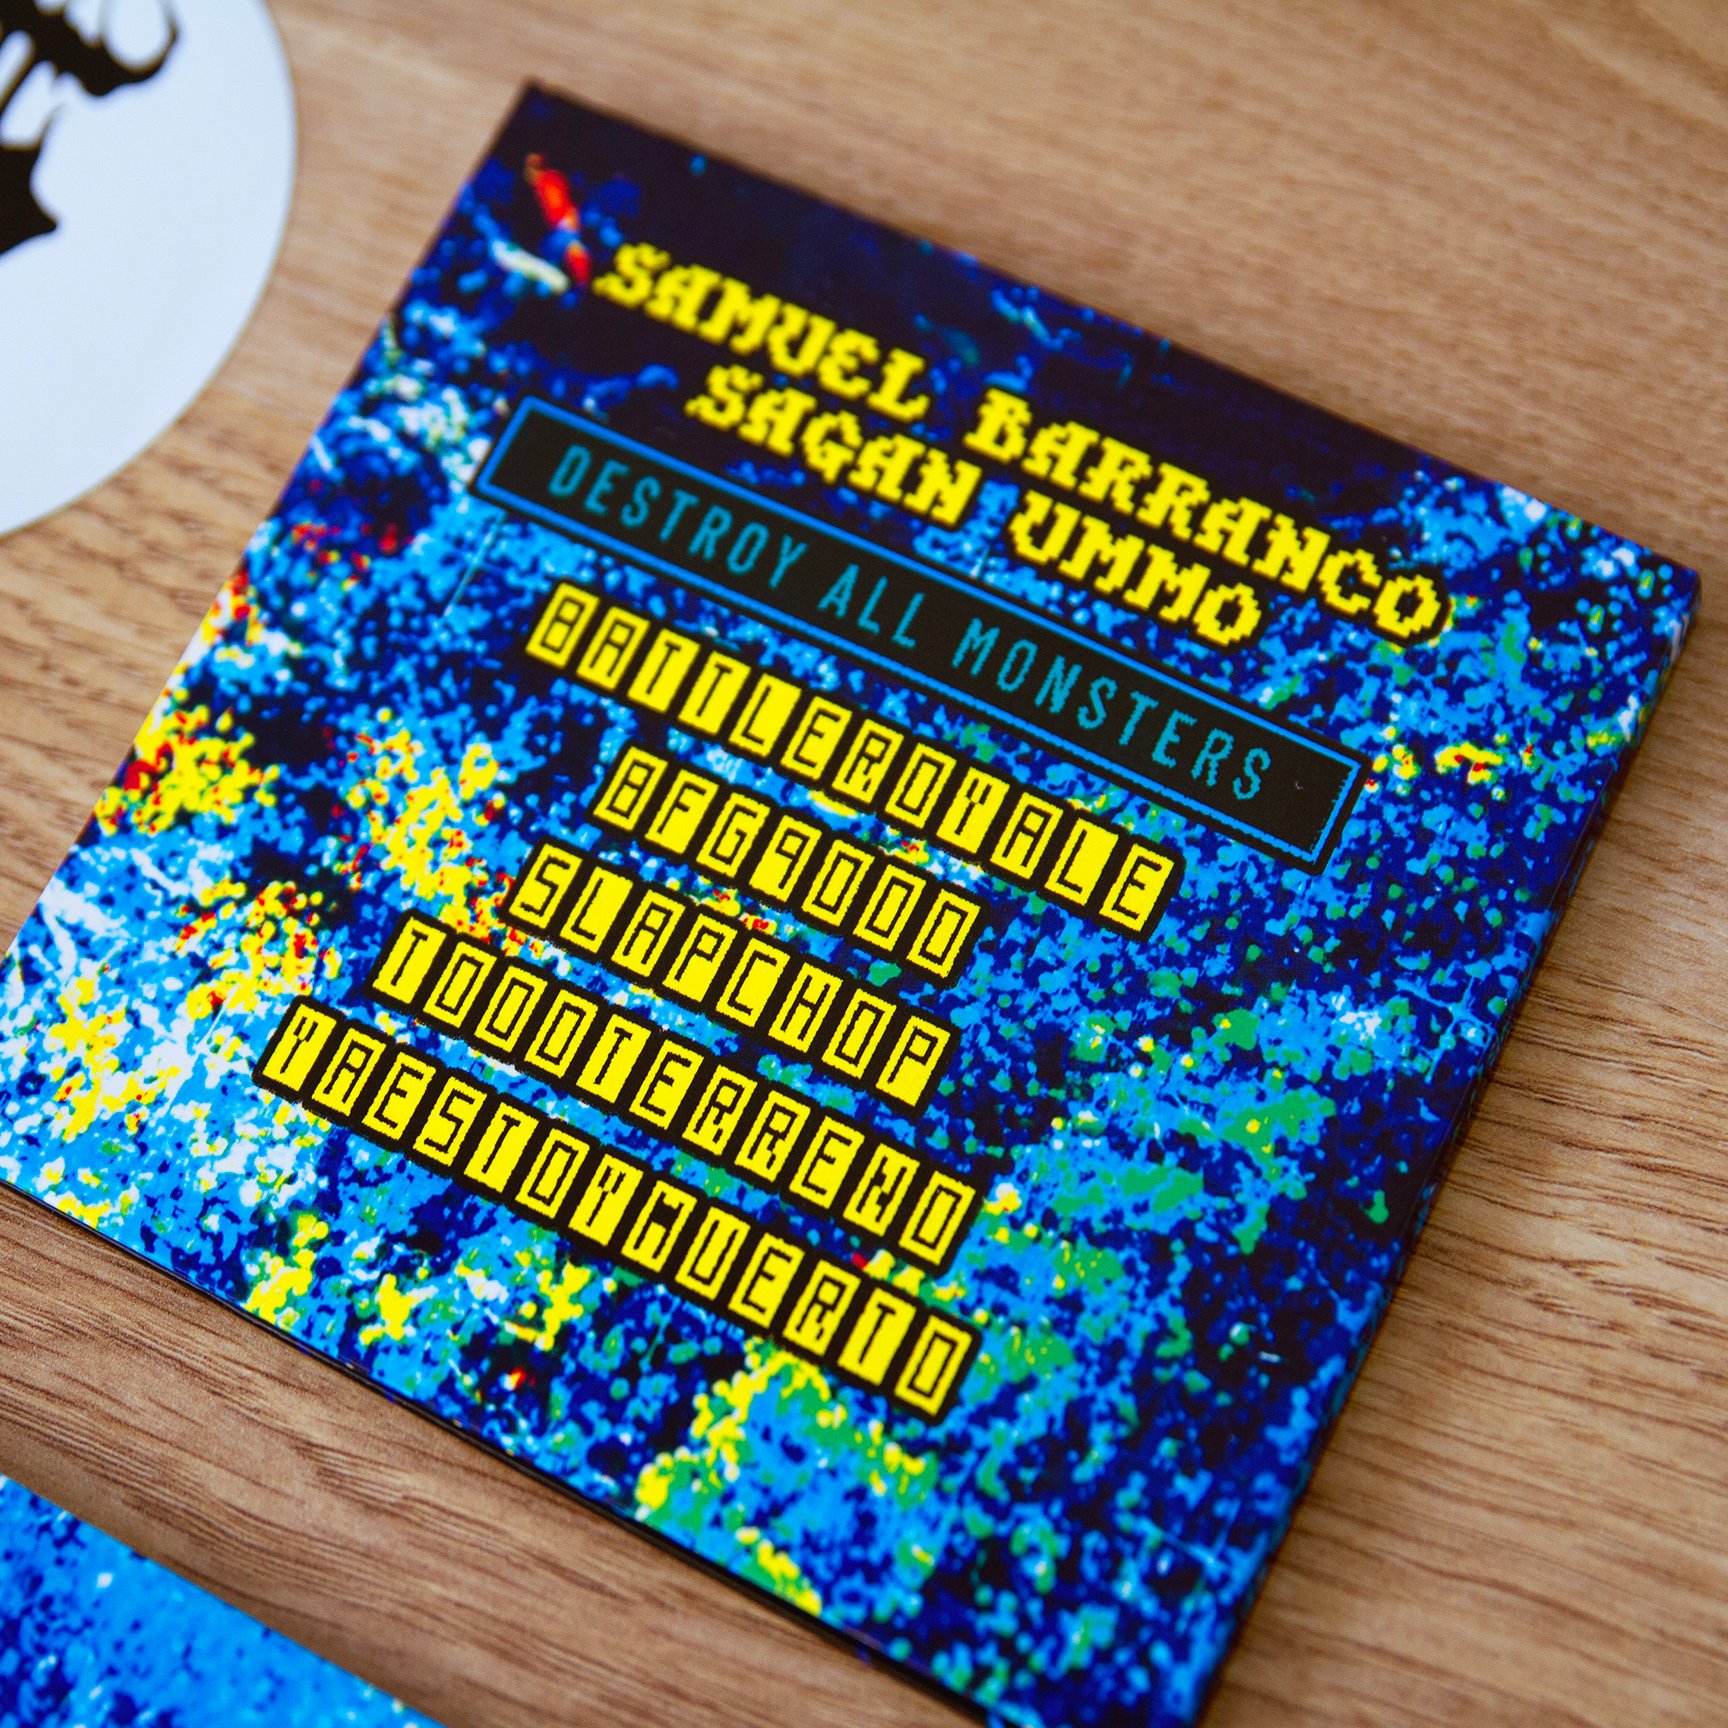 SAMUEL BARRANCO
SAGAN UMMO
DESTROY ALL MONSTERS
BATTLEROYALE
BFG9000
SLAPCHOP
TODOTERRENO
YAESTOYMUERTO